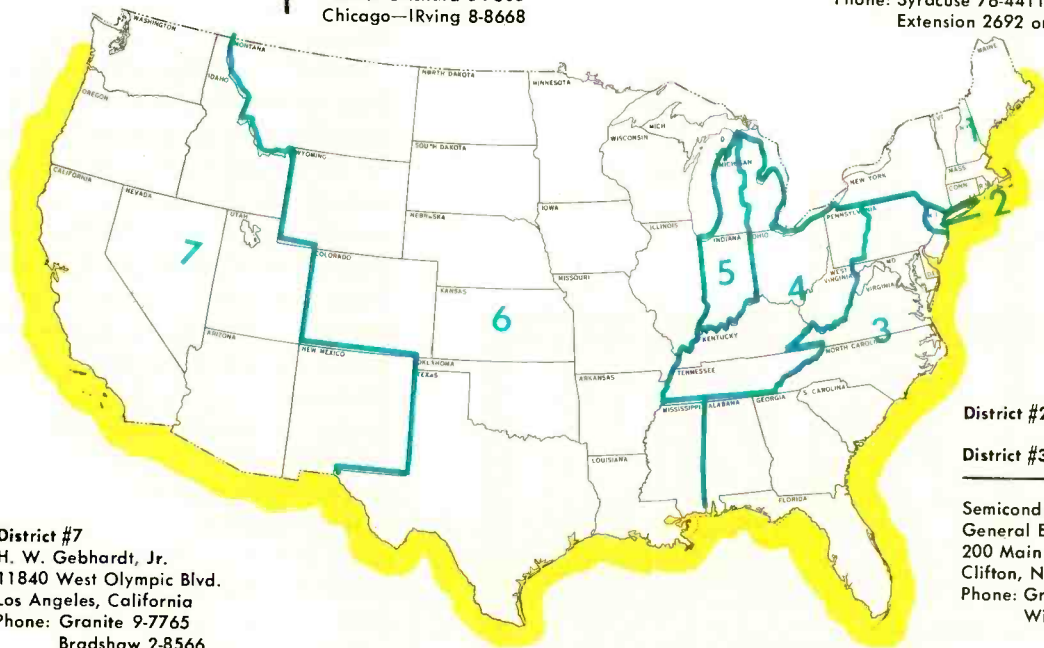 Chicago—IRving 8-8668
Extension 2692 or
WASHINGTON
MONTANA
NORTH DAKOTA
MINNESOTA
MAINE
OREGON
IDAHO
WISCONSIN
MICH
VT
N.H.
1
SOUTH DAKOTA
WYOMING
MICHIGAN
NEW YORK
MASS
CONN
R.I.
2
CALIFORNIA
NEVADA
UTAH
NEBRASKA
IOWA
ILLINOIS
INDIANA
OHIO
PENNSYLVANIA
N.J.
7
COLORADO
KANSAS
MISSOURI
5
4
WEST
VIRGINIA
MD
DEL
VIRGINIA
6
KENTUCKY
3
ARIZONA
NEW MEXICO
OKLAHOMA
TEXAS
ARKANSAS
TENNESSEE
NORTH CAROLINA
MISSISSIPPI
ALABAMA
GEORGIA
S. CAROLINA
LOUISIANA
FLORIDA
District #2
District #3
District #7
H. W. Gebhardt, Jr.
11840 West Olympic Blvd.
Los Angeles, California
Phone: Granite 9-7765
Bradshaw 2-8566
Semicond
General E
200 Main
Clifton, N
Phone: Gr
Wi